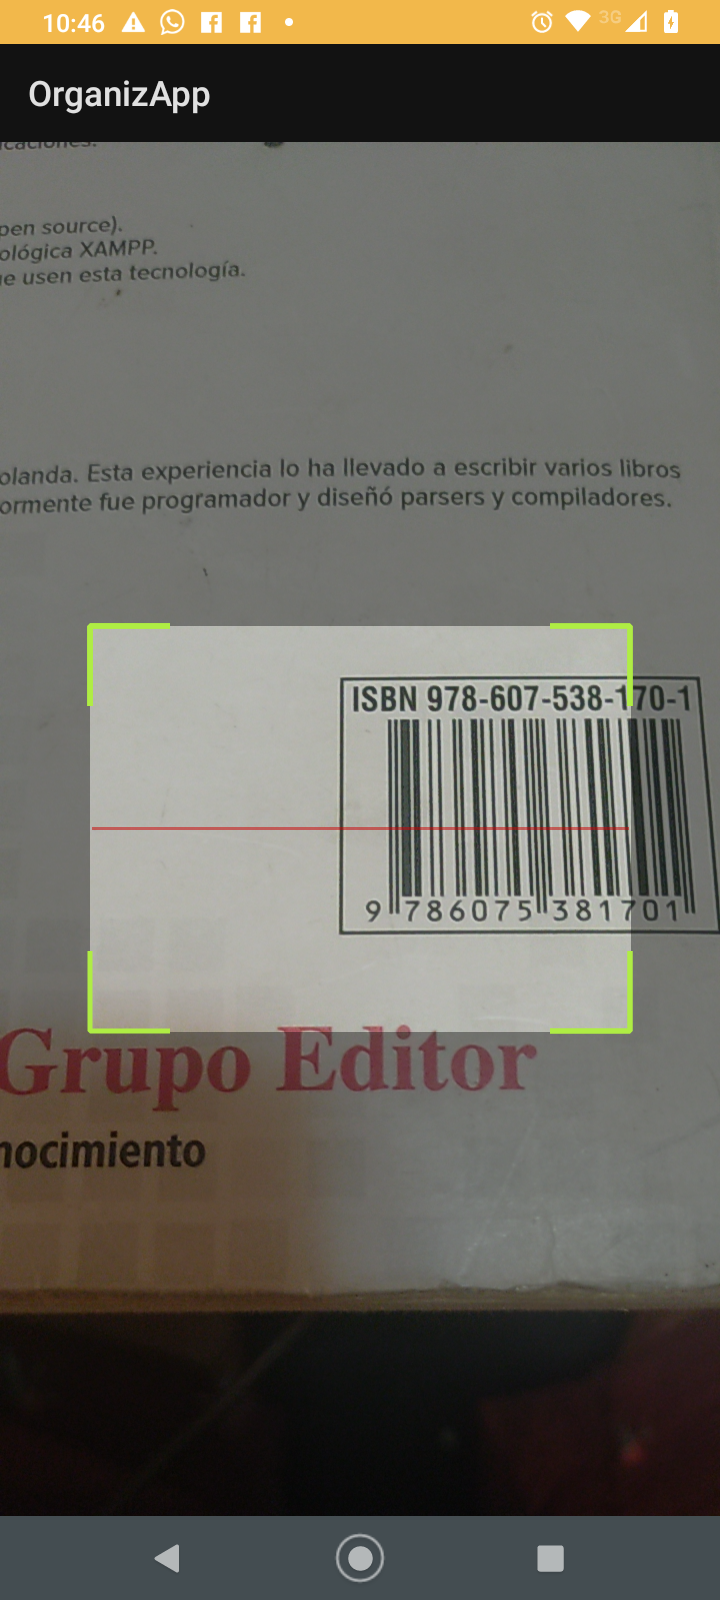 10:46
3G
OrganizApp
icaciones.
pen source).
ológica XAMPP.
e usen esta tecnología.
olanda. Esta experiencia lo ha llevado a escribir varios libros
ormente fue programador y diseñó parsers y compiladores.
ISBN 978-607-538-170-1
9 786075 381701
Grupo Editor
nocimiento